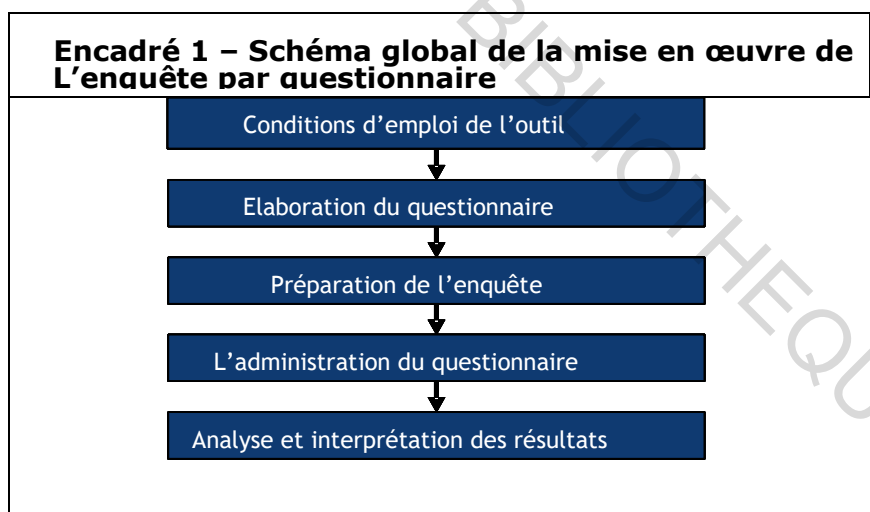 Encadré 1 – Schéma global de la mise en œuvre de
L’enquête par questionnaire
Conditions d’emploi de l’outil
Elaboration du questionnaire
Préparation de l’enquête
L’administration du questionnaire
Analyse et interprétation des résultats
BIBLIOTHEQU